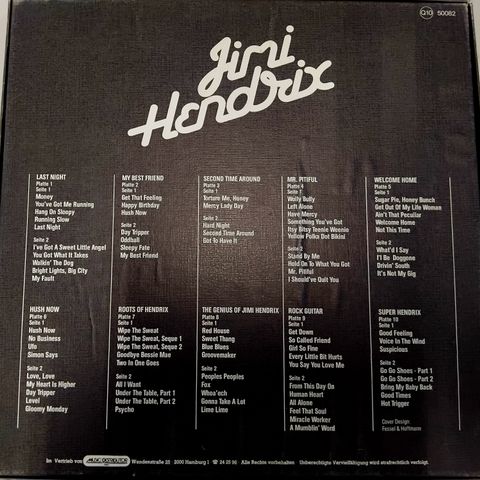 Q10 50082
Jimi
Hendrix
LAST NIGHT
Platte 1
Seite 1
Money
You've Got Me Running
Hang On Sloopy
Running Slow
Last Night
Seite 2
I've Got A Sweet Little Angel
You Got What It Takes
Walkin' The Dog
Bright Lights, Big City
My Fault
MY BEST FRIEND
Platte 2
Seite 1
Get That Feeling
Happy Birthday
Hush Now
Seite 2
Day Tripper
Oddball
Sleepy Fate
My Best Friend
SECOND TIME AROUND
Platte 3
Seite 1
Torture Me, Honey
Mercy Lady Day
Seite 2
Hard Night
Second Time Around
Got To Have It
MR. PITIFUL
Platte 4
Seite 1
Wolly Bully
Left Alone
Have Mercy
Something You've Got
Itsy Bitsy Teenie Weenie
Yellow Polka Dot Bikini
Seite 2
Stand By Me
Hold On To What You Got
Mr. Pitiful
I Should've Quit You
WELCOME HOME
Platte 5
Seite 1
Sugar Pie, Honey Bunch
Get Out Of My Life Woman
Ain't That Peculiar
Welcome Home
Not This Time
Seite 2
What'd I Say
I'll Be Doggone
Drivin' South
It's Not My Gig
HUSH NOW
Platte 6
Seite 1
Hush Now
No Business
Ufo
Simon Says
Seite 2
Love, Love
My Heart Is Higher
Day Tripper
Level
Gloomy Monday
ROOTS OF HENDRIX
Platte 7
Seite 1
Wipe The Sweat
Wipe The Sweat, Seque 1
Wipe The Sweat, Seque 2
Goodbye Bessie Mae
Two In One Goes
Seite 2
All I Want
Under The Table, Part 1
Under The Table, Part 2
Psycho
THE GENIUS OF JIMI HENDRIX
Platte 8
Seite 1
Red House
Sweet Thang
Blue Blues
Groovemaker
Seite 2
Peoples Peoples
Fox
Whoa'ech
Gonna Take A Lot
Lime Lime
ROCK GUITAR
Platte 9
Seite 1
Get Down
So Called Friend
Girl So Fine
Every Little Bit Hurts
You Say You Love Me
Seite 2
From This Day On
Human Heart
All Alone
Feel That Soul
Miracle Worker
A Mumblin' Word
SUPER HENDRIX
Platte 10
Seite 1
Good Feeling
Voice In The Wind
Suspicious
Seite 2
Go Go Shoes - Part 1
Go Go Shoes - Part 2
Bring My Baby Back
Good Times
Hot Trigger
Cover Design
Fessel & Hoffmann
Im Vertrieb von Wendenstraße 25 2000 Hamburg 1 ☎ 24 25 96 Alle Rechte vorbehalten Unberechtigte Vervielfältigung wird strafrechtlich verfolgt.